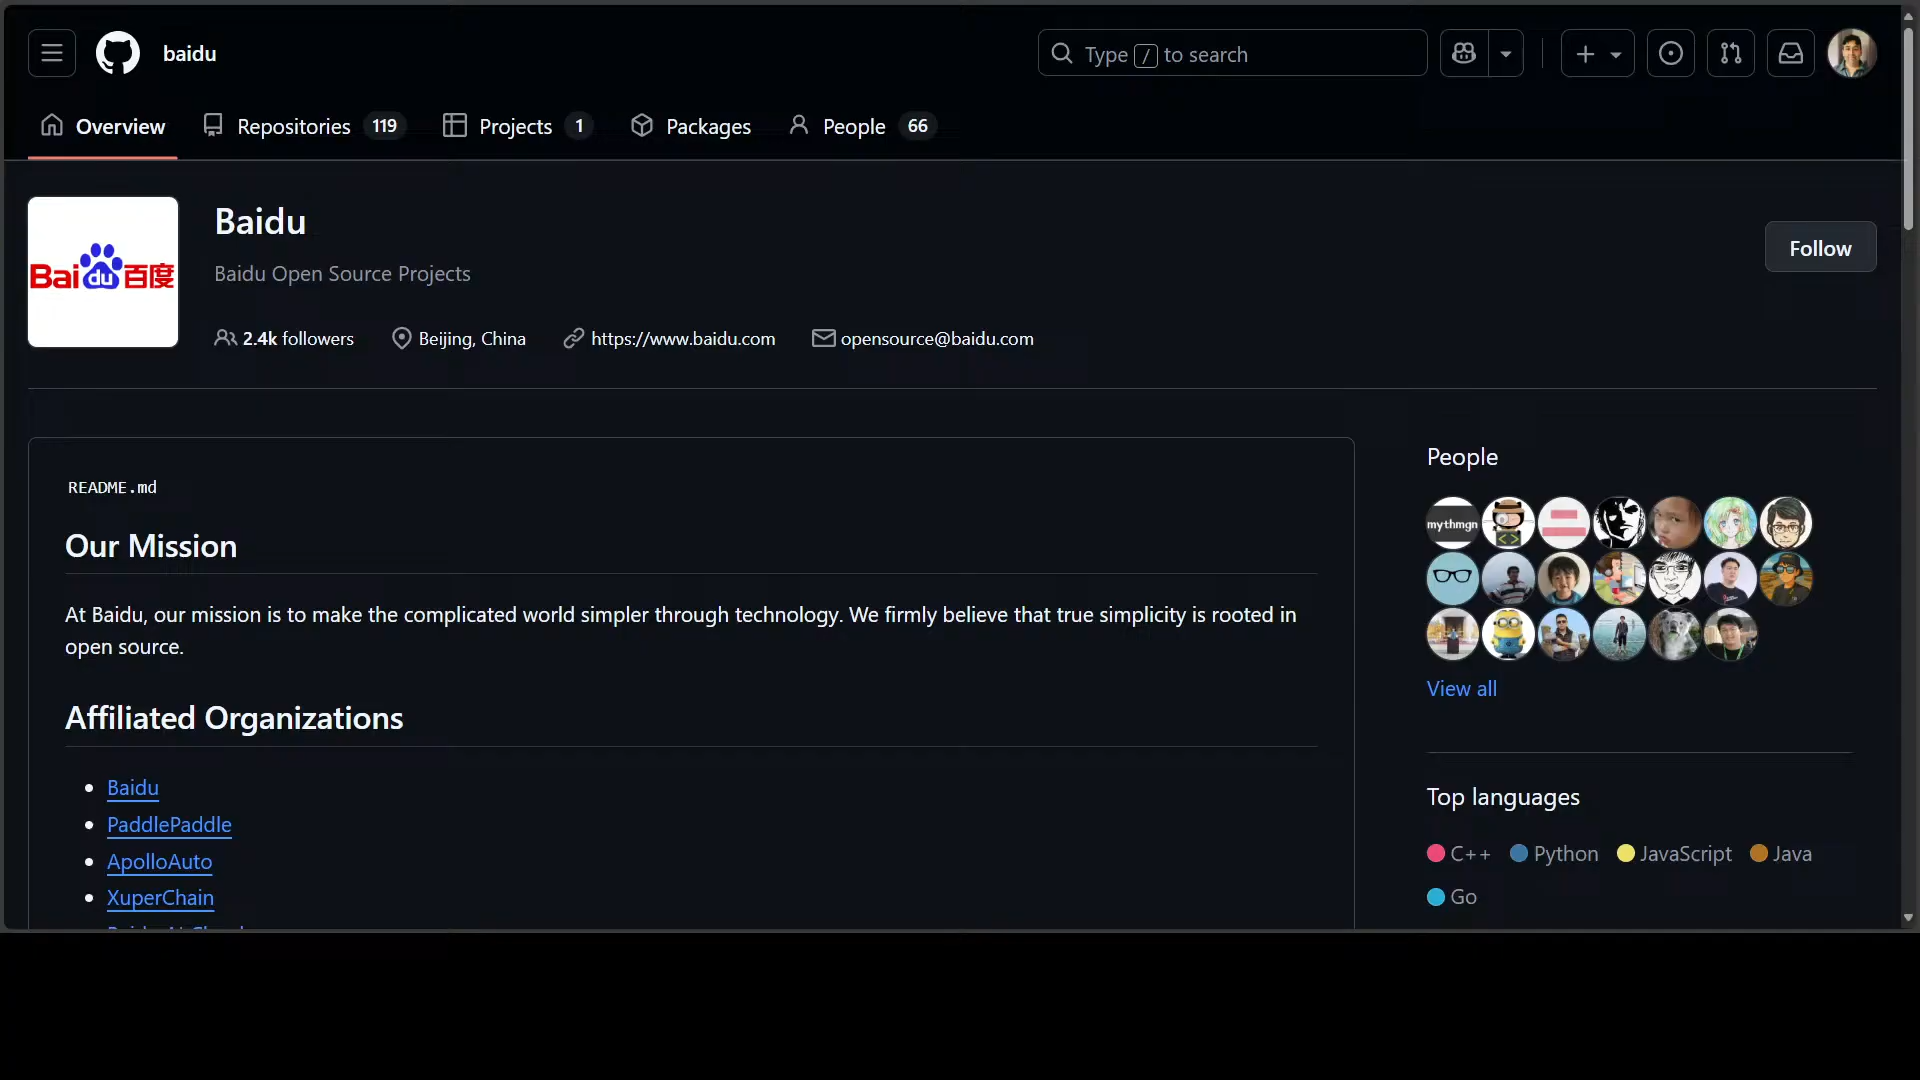 baidu
Type / to search
Overview
Repositories 119
Projects 1
Packages
People 66
Bai du 百度
Baidu
Baidu Open Source Projects
Follow
2.4k followers
Beijing, China
https://www.baidu.com
opensource@baidu.com
README.md
Our Mission
At Baidu, our mission is to make the complicated world simpler through technology. We firmly believe that true simplicity is rooted in
open source.
Affiliated Organizations
Baidu
PaddlePaddle
ApolloAuto
XuperChain
People
mythmgn
View all
Top languages
C++ Python JavaScript Java
Go